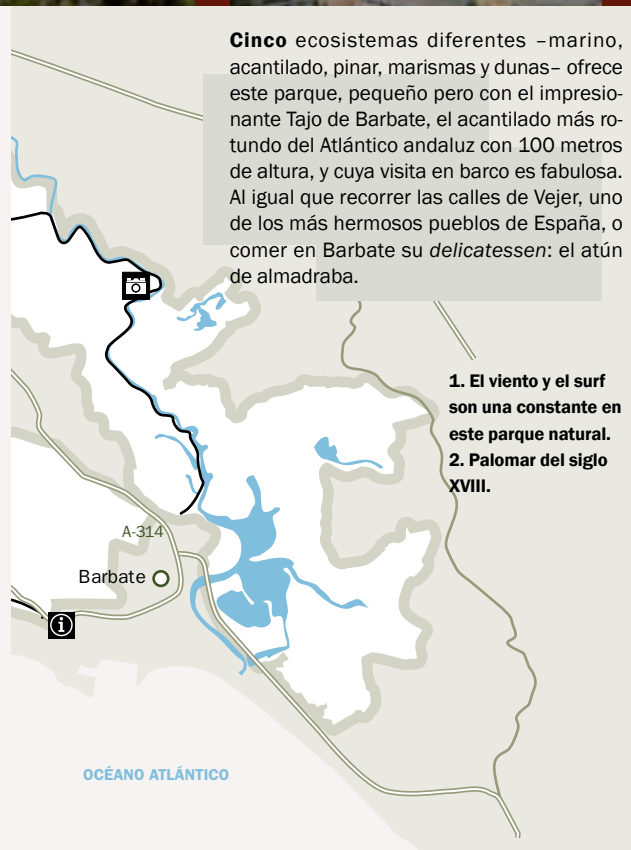 Cinco ecosistemas diferentes –marino,
acantilado, pinar, marismas y dunas– ofrece
este parque, pequeño pero con el impresio-
nante Tajo de Barbate, el acantilado más ro-
tundo del Atlántico andaluz con 100 metros
de altura, y cuya visita en barco es fabulosa.
Al igual que recorrer las calles de Vejer, uno
de los más hermosos pueblos de España, o
comer en Barbate su delicatessen: el atún
de almadraba.
1. El viento y el surf
son una constante en
este parque natural.
2. Palomar del siglo
XVIII.
A-314
Barbate
i
OCÉANO ATLÁNTICO